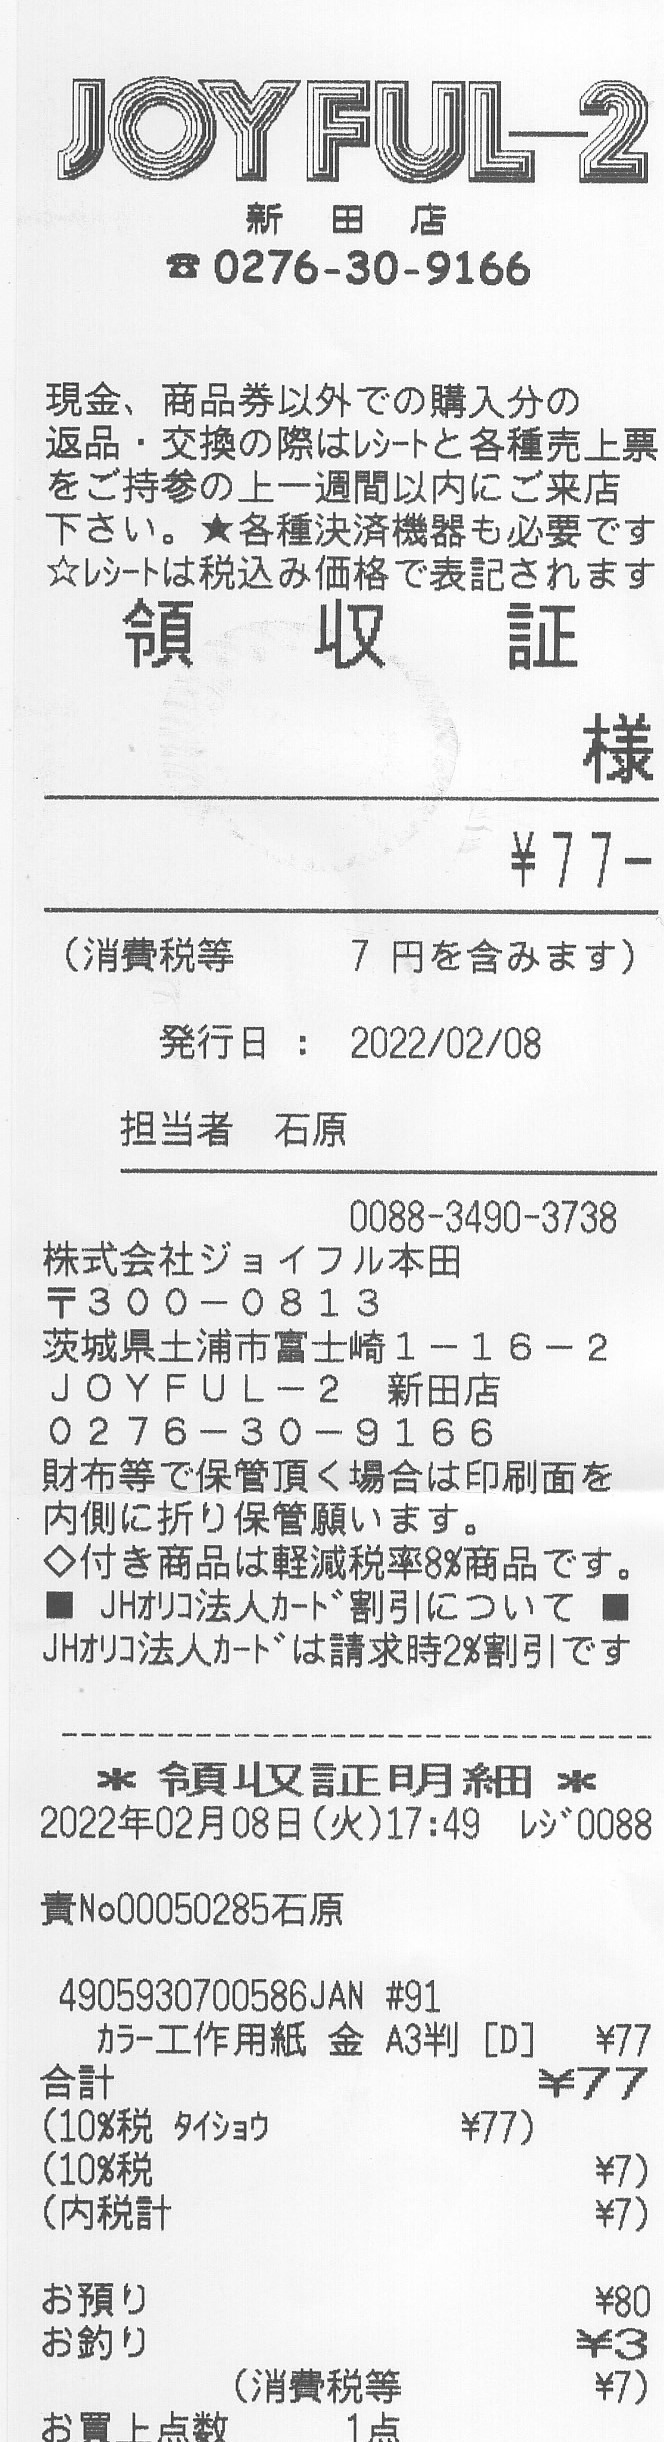 JOYFUL-2
新田店
☎0276-30-9166
現金、商品券以外での購入分の
返品・交換の際はﾚｼｰﾄと各種売上票
をご持参の上一週間以内にご来店
下さい。★各種決済機器も必要です
☆ﾚｼｰﾄは税込み価格で表記されます
領 収 証
様
¥77-
(消費税等 7 円を含みます)
発行日 : 2022/02/08
担当者 石原
0088-3490-3738
株式会社ジョイフル本田
〒300-0813
茨城県土浦市富士崎1-16-2
JOYFUL-2 新田店
0276-30-9166
財布等で保管頂く場合は印刷面を
内側に折り保管願います。
◇付き商品は軽減税率8%商品です。
■ JHｵﾘｺ法人ｶｰﾄﾞ割引について ■
JHｵﾘｺ法人ｶｰﾄﾞは請求時2%割引です
* 領収証明細 *
2022年02月08日(火)17:49 ﾚｼﾞ0088
責No00050285石原
4905930700586JAN #91
ｶﾗｰ工作用紙 金 A3判 [D] ¥77
合計 ¥77
(10%税 ﾀｲｼｮｳ ¥77)
(10%税 ¥7)
(内税計 ¥7)
お預り ¥80
お釣り ¥3
(消費税等 ¥7)
お買上点数 1点